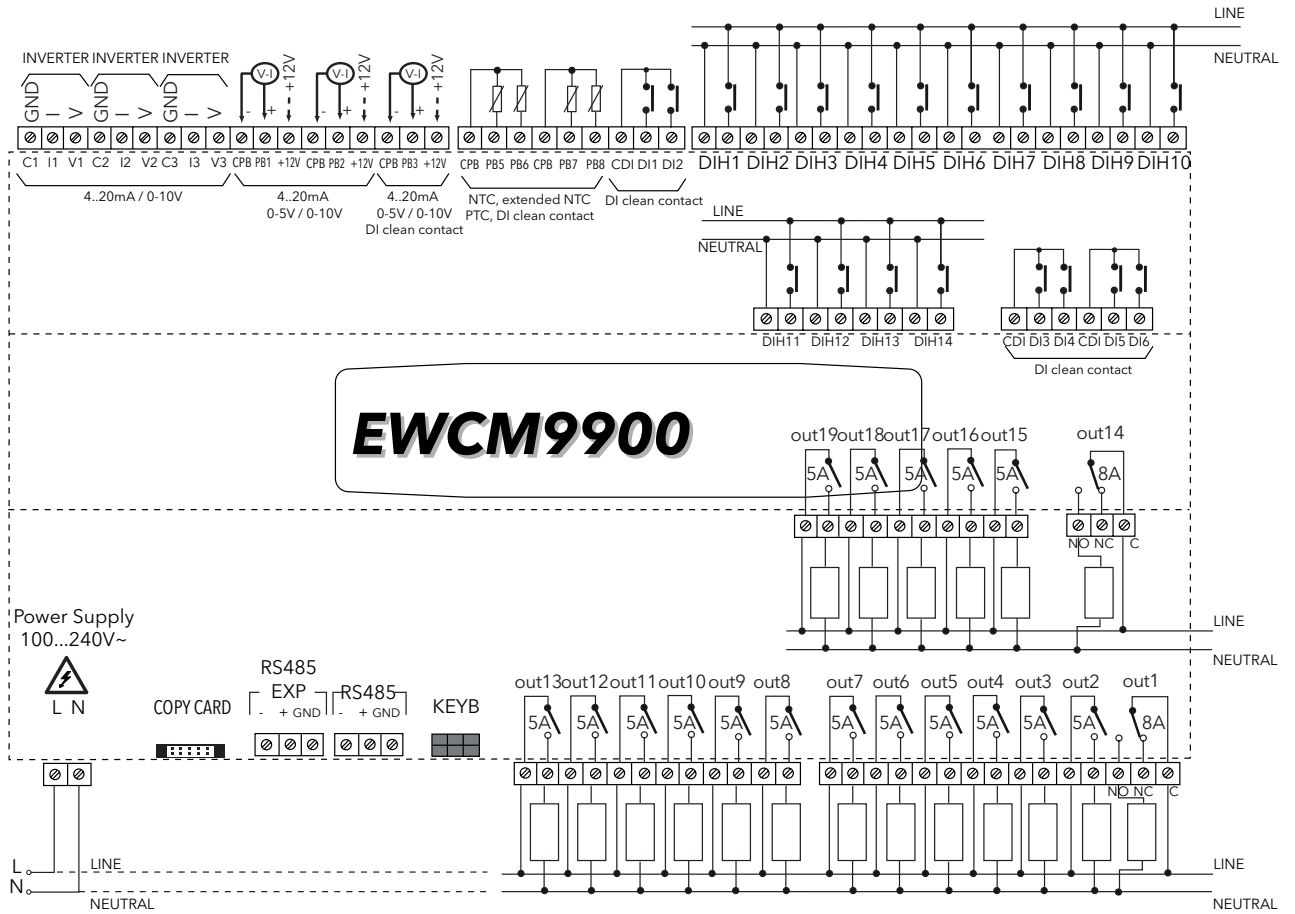 LINE
NEUTRAL
INVERTER INVERTER INVERTER
GND I V GND I V GND I V
V-I - + +12V V-I - + +12V V-I - + +12V
C1 I1 V1 C2 I2 V2 C3 I3 V3 CPB PB1 +12V CPB PB2 +12V CPB PB3 +12V CPB PB5 PB6 CPB PB7 PB8 CDI DI1 DI2 DIH1 DIH2 DIH3 DIH4 DIH5 DIH6 DIH7 DIH8 DIH9 DIH10
4..20mA / 0-10V
4..20mA
0-5V / 0-10V
4..20mA
0-5V / 0-10V
DI clean contact
NTC, extended NTC
PTC, DI clean contact
DI clean contact
LINE
NEUTRAL
DIH11 DIH12 DIH13 DIH14
CDI DI3 DI4 CDI DI5 DI6
DI clean contact
EWCM9900
out19 out18 out17 out16 out15 out14
5A 5A 5A 5A 5A 8A
NO NC C
LINE
NEUTRAL
Power Supply
100...240V~
L N
COPY CARD
RS485
EXP
- + GND
RS485
- + GND
KEYB
out13 out12 out11 out10 out9 out8 out7 out6 out5 out4 out3 out2 out1
5A 5A 5A 5A 5A 5A 5A 5A 5A 5A 5A 5A 8A
NO NC C
L LINE
N NEUTRAL
LINE
NEUTRAL